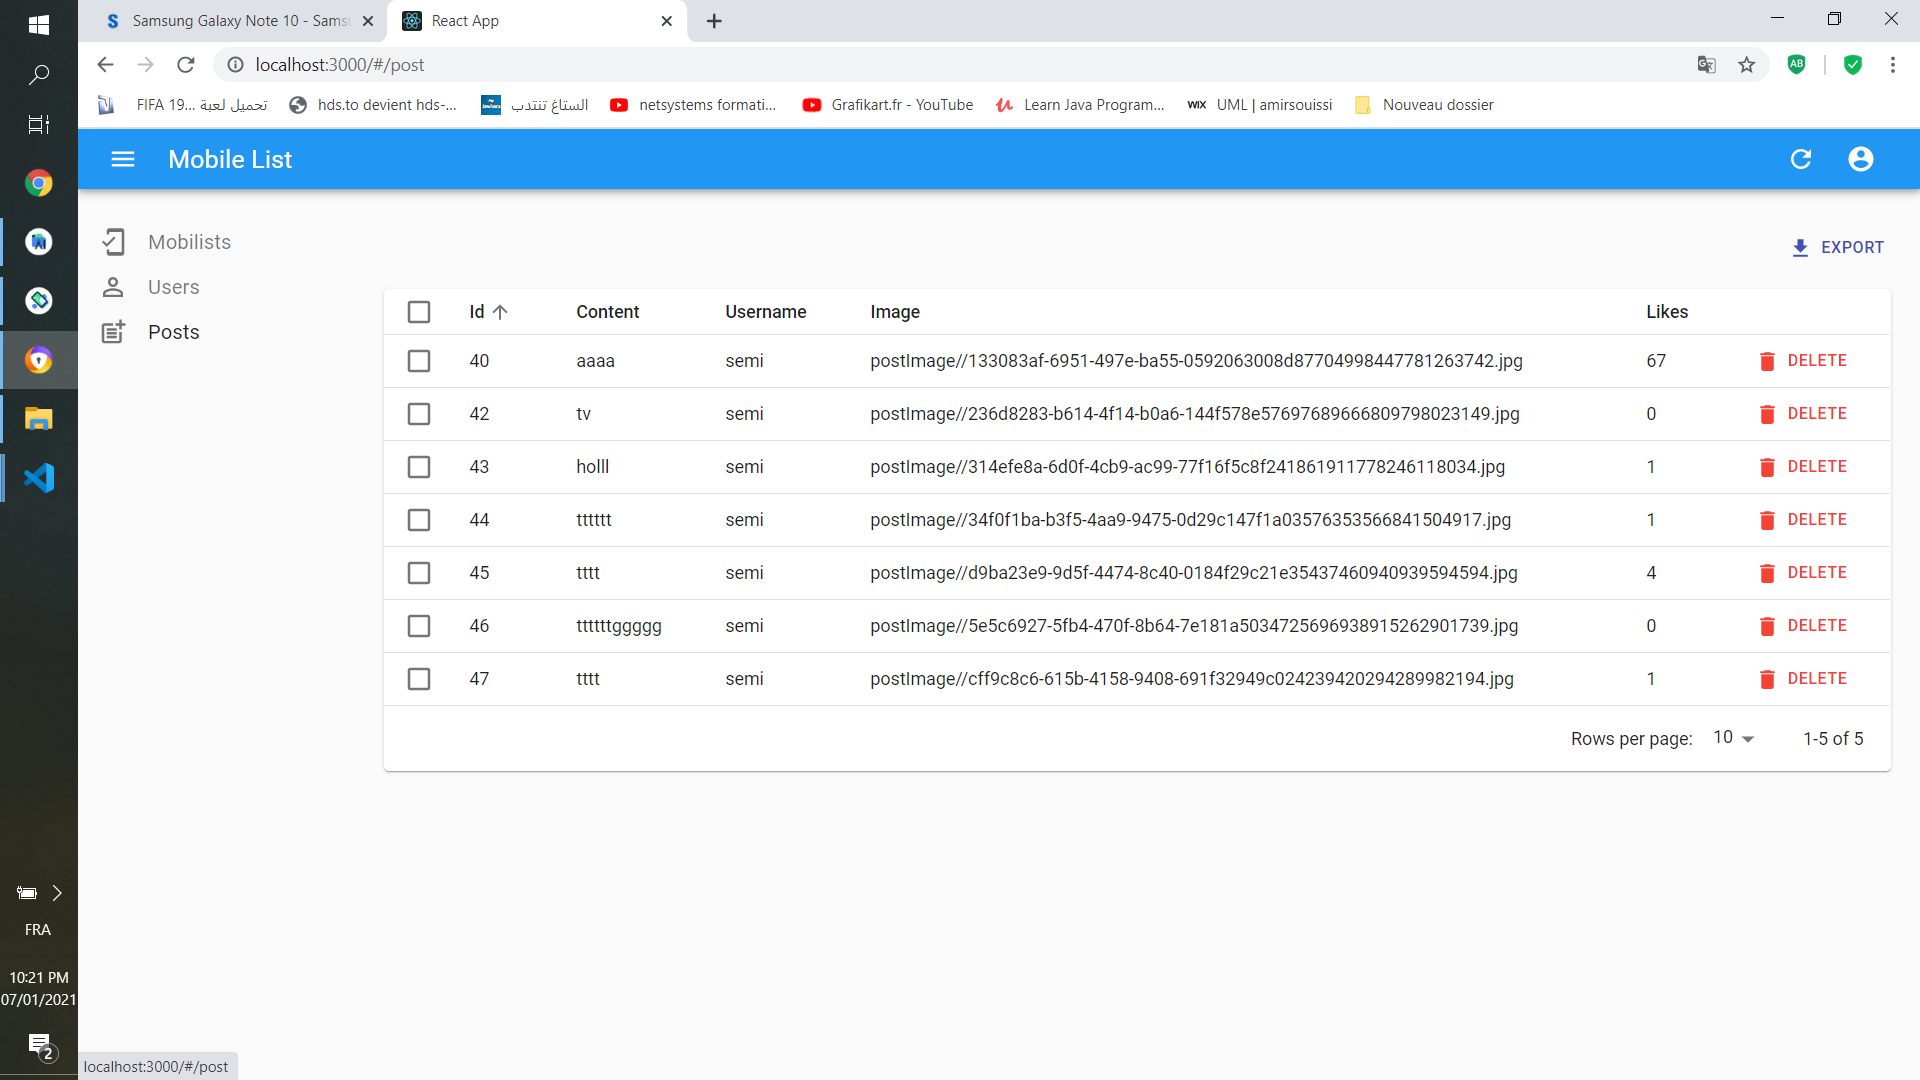 Samsung Galaxy Note 10 - Sams
React App
localhost:3000/#/post
FIFA 19... تحميل لعبة
hds.to devient hds-...
الستاغ تنتدب
netsystems formati...
Grafikart.fr - YouTube
Learn Java Program...
WIX UML | amirsouissi
Nouveau dossier
Mobile List
Mobilists
Users
Posts
EXPORT
Id Content Username Image Likes
40 aaaa semi postImage//133083af-6951-497e-ba55-0592063008d87704998447781263742.jpg 67 DELETE
42 tv semi postImage//236d8283-b614-4f14-b0a6-144f578e57697689666809798023149.jpg 0 DELETE
43 holll semi postImage//314efe8a-6d0f-4cb9-ac99-77f16f5c8f241861911778246118034.jpg 1 DELETE
44 tttttt semi postImage//34f0f1ba-b3f5-4aa9-9475-0d29c147f1a03576353566841504917.jpg 1 DELETE
45 tttt semi postImage//d9ba23e9-9d5f-4474-8c40-0184f29c21e35437460940939594594.jpg 4 DELETE
46 ttttttggggg semi postImage//5e5c6927-5fb4-470f-8b64-7e181a50347256969389152​62901739.jpg 0 DELETE
47 tttt semi postImage//cff9c8c6-615b-4158-9408-691f32949c024239420294289982194.jpg 1 DELETE
Rows per page: 10 1-5 of 5
FRA
10:21 PM
07/01/2021
2
localhost:3000/#/post